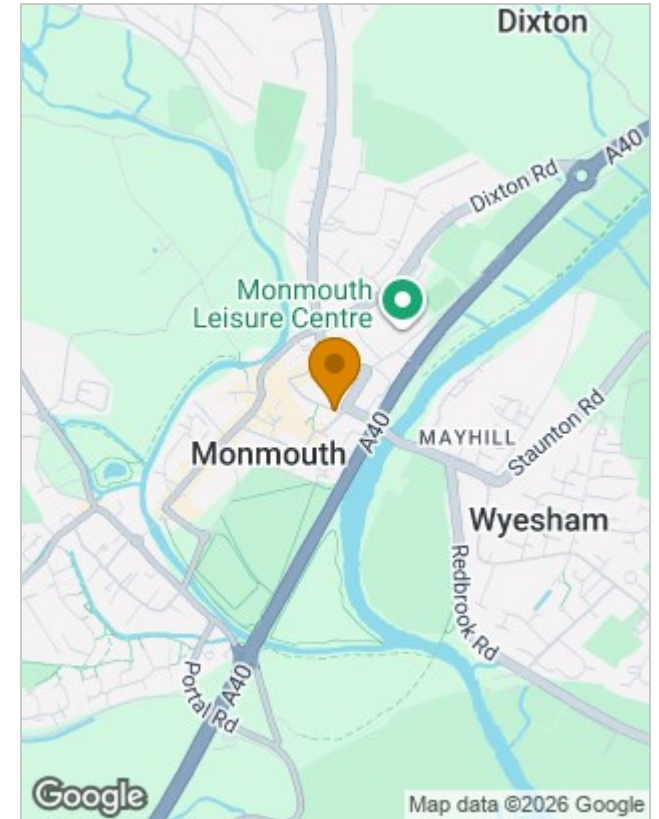 Dixton
A40
Dixton Rd
Monmouth
Leisure Centre
A40
MAYHILL
Staunton Rd
Monmouth
Wyesham
Redbrook Rd
A40
Portal Rd
Google
Map data ©2026 Google